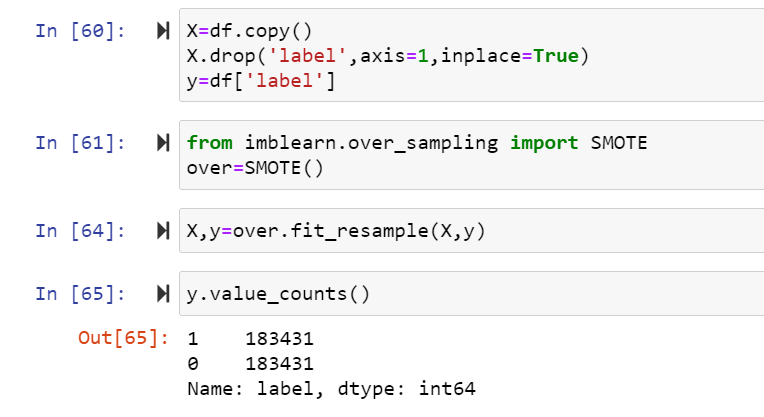 In [60]: X=df.copy()
X.drop('label',axis=1,inplace=True)
y=df['label']
In [61]: from imblearn.over_sampling import SMOTE
over=SMOTE()
In [64]: X,y=over.fit_resample(X,y)
In [65]: y.value_counts()
Out[65]: 1    183431
0    183431
Name: label, dtype: int64